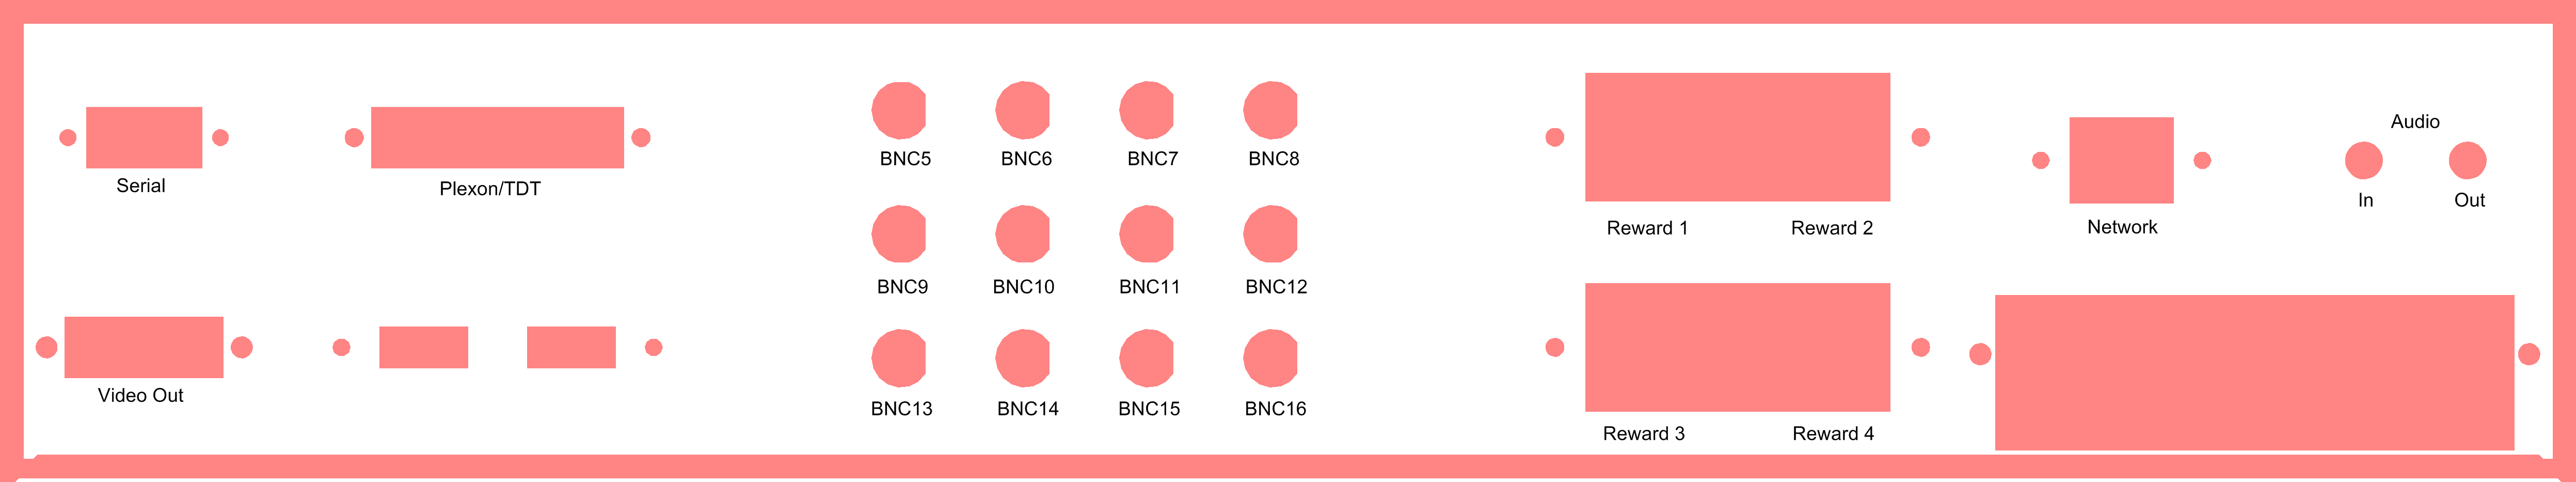 Serial
Plexon/TDT
Video Out
BNC5 BNC6 BNC7 BNC8
BNC9 BNC10 BNC11 BNC12
BNC13 BNC14 BNC15 BNC16
Reward 1 Reward 2
Reward 3 Reward 4
Network
Audio
In Out